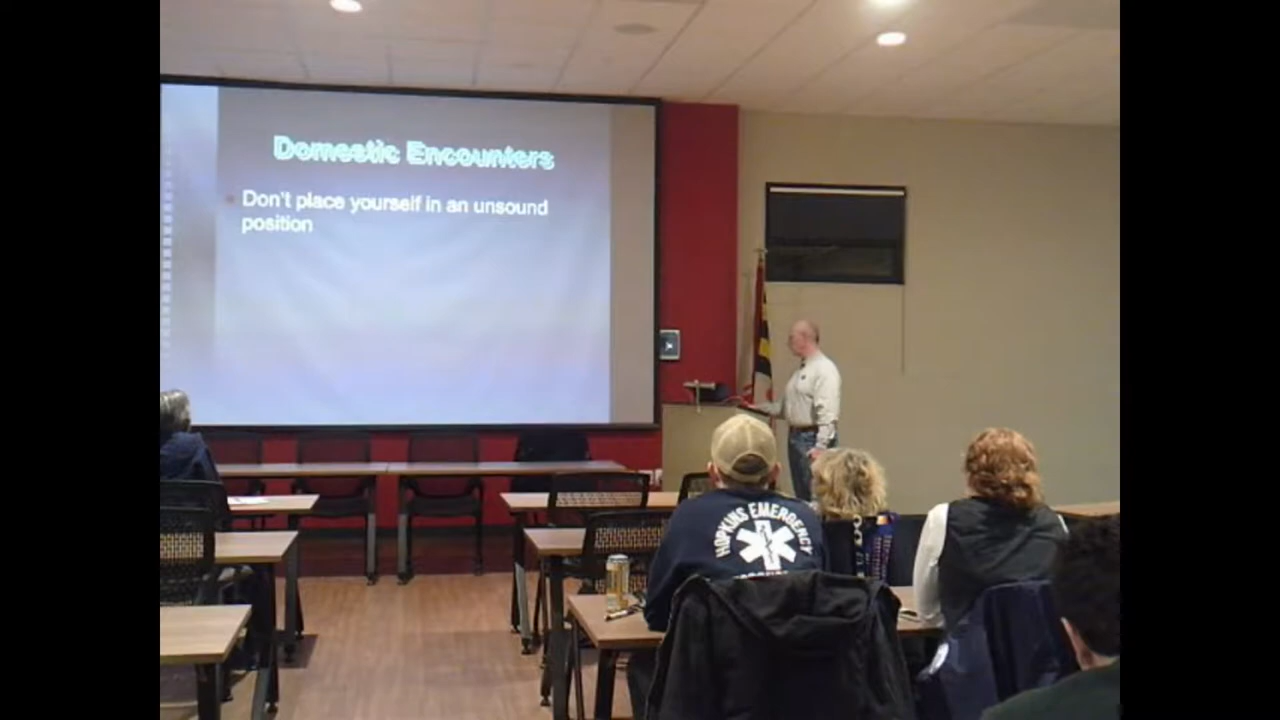 Domestic Encounters
Don't place yourself in an unsound
position
HOPKINS EMERGENCY